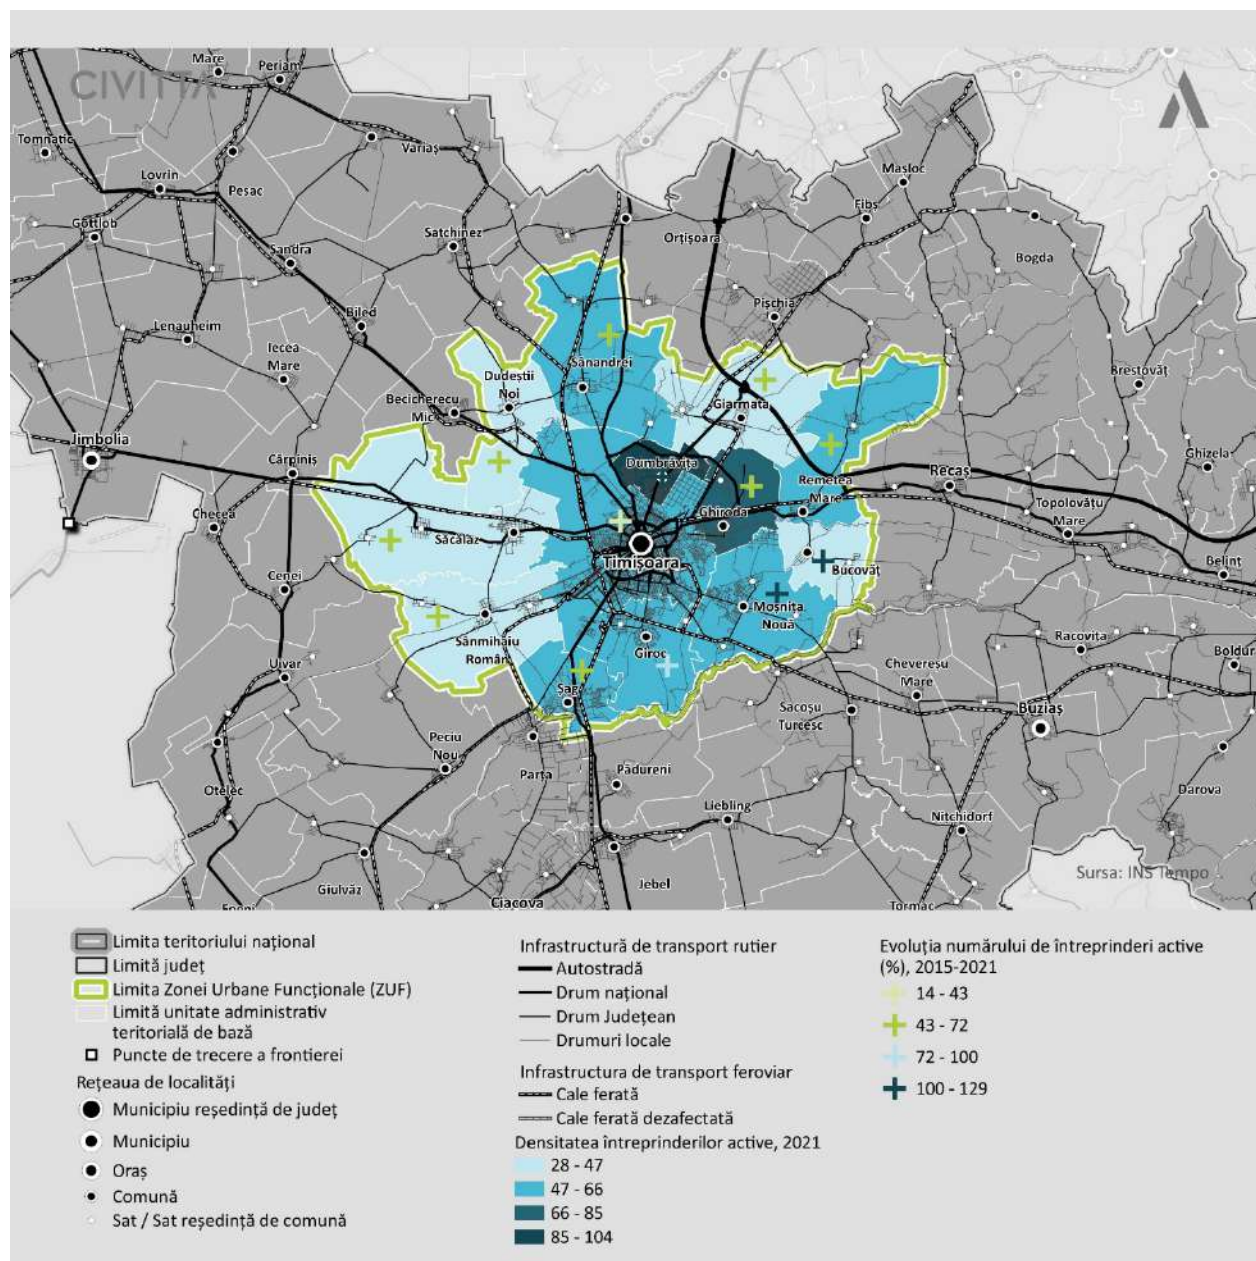 CIVITTA
Mare
Periam
Tomnatic
Variaș
Lovrin
Pesac
Masloc
Gottlob
Fibș
Satchinez
Orțișoara
Sandra
Bogda
Pișchia
Biled
Lenauheim
Iecea
Mare
Sânandrei
Dudeștii
Noi
Brestovăț
Becicherecu
Mic
Giarmata
Jimbolia
Cărpiniș
Dumbrăvița
Recaș
Ghizela
Remetea
Mare
Topolovățu
Mare
Checea
Ghiroda
Săcălaz
Timișoara
Bucovăț
Belinț
Cenei
Moșnița
Nouă
Sânmihaiu
Român
Giroc
Racovița
Boldur
Uivar
Chevereșu
Mare
Șag
Sacoșu
Turcesc
Buziaș
Peciu
Nou
Parța
Pădureni
Otelec
Darova
Liebling
Nitchidorf
Giulvăz
Jebel
Sursa: INS Tempo
Ciacova
Tormac
Limita teritoriului național
Limită județ
Limita Zonei Urbane Funcționale (ZUF)
Limită unitate administrativ
teritorială de bază
Puncte de trecere a frontierei
Rețeaua de localități
Municipiu reședință de județ
Municipiu
Oraș
Comună
Sat / Sat reședință de comună
Infrastructură de transport rutier
Autostradă
Drum național
Drum Județean
Drumuri locale
Infrastructura de transport feroviar
Cale ferată
Cale ferată dezafectată
Densitatea întreprinderilor active, 2021
28 - 47
47 - 66
66 - 85
85 - 104
Evoluția numărului de întreprinderi active
(%), 2015-2021
14 - 43
43 - 72
72 - 100
100 - 129